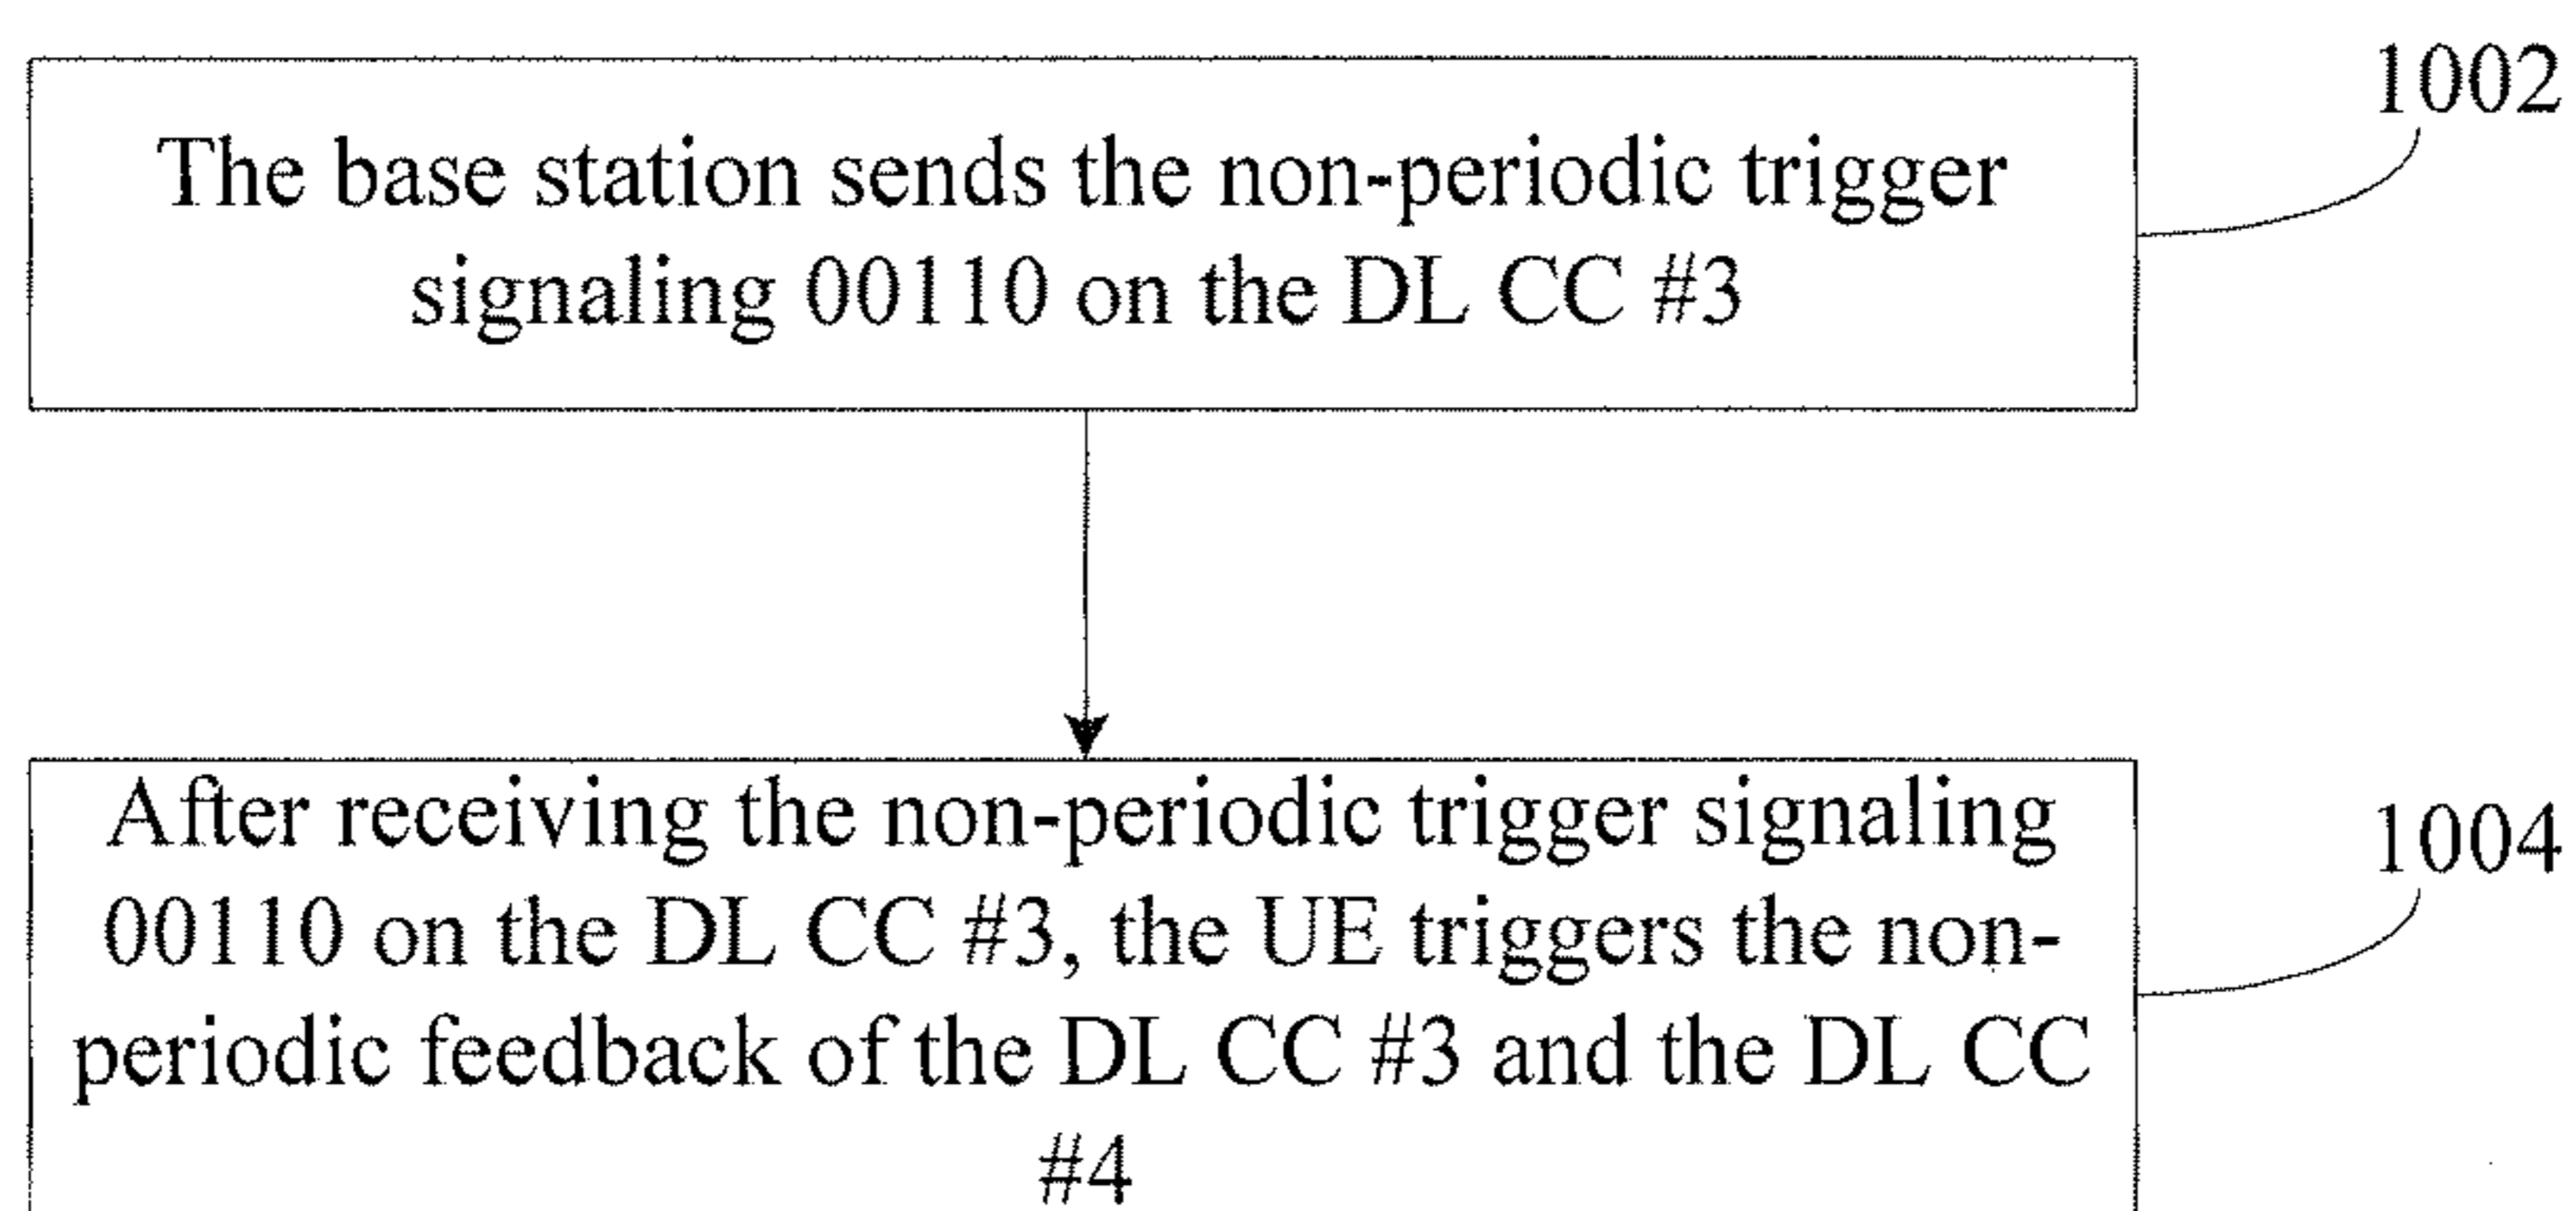 1002
The base station sends the non-periodic trigger
signaling 00110 on the DL CC #3
After receiving the non-periodic trigger signaling
1004
00110 on the DL CC #3, the UE triggers the non-
periodic feedback of the DL CC #3 and the DL CC
#4